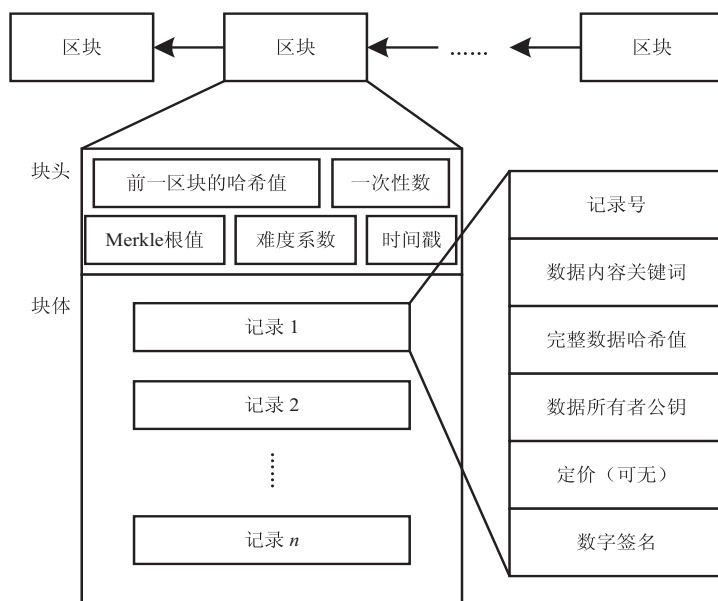 区块
区块
……
区块
块头
前一区块的哈希值
一次性数
Merkle根值
难度系数
时间戳
块体
记录 1
记录 2
记录 n
记录号
数据内容关键词
完整数据哈希值
数据所有者公钥
定价（可无）
数字签名